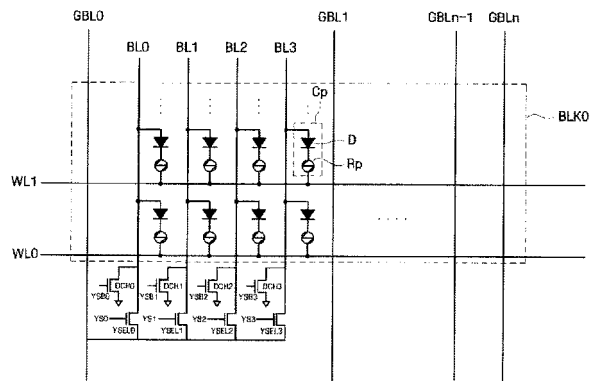 GBL0 GBL1 GBLn-1 GBLn
BL0 BL1 BL2 BL3
Cp
BLK0
D
Rp
WL1
WL0
DCH0 DCH1 DCH2 DCH3
YSB0 YSB1 YSB2 YSB3
YS0 YS1 YS2 YS3
YSEL0 YSEL1 YSEL2 YSEL3